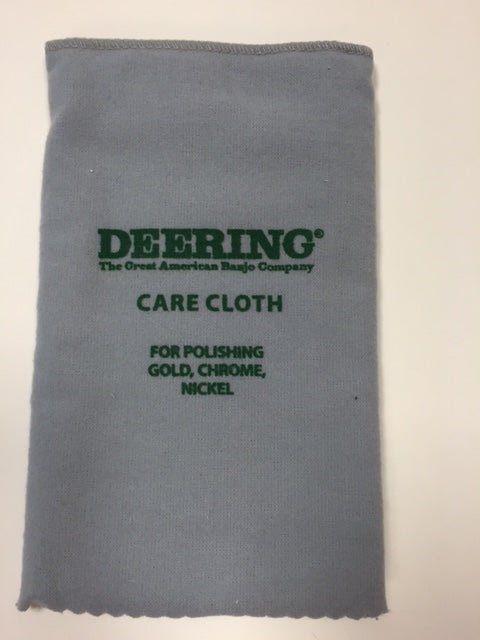 DEERING®
The Great American Banjo Company
CARE CLOTH
FOR POLISHING
GOLD, CHROME,
NICKEL